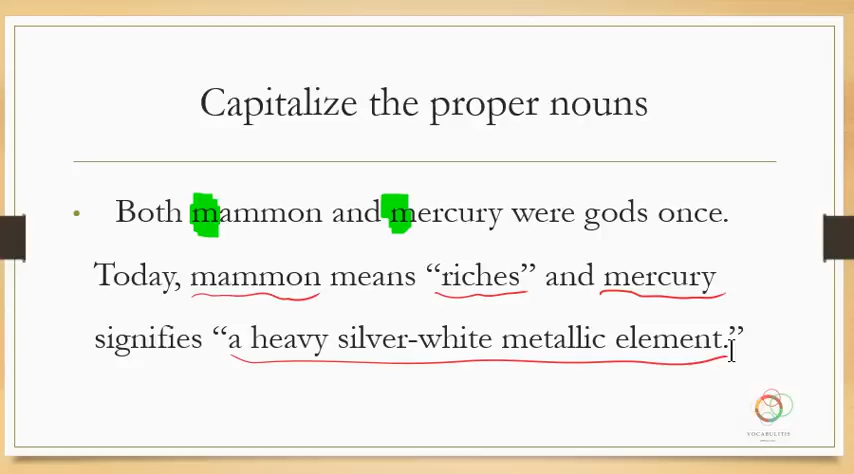 Capitalize the proper nouns
• Both mammon and mercury were gods once.
Today, mammon means “riches” and mercury
signifies “a heavy silver-white metallic element.”
VOCABULITIS